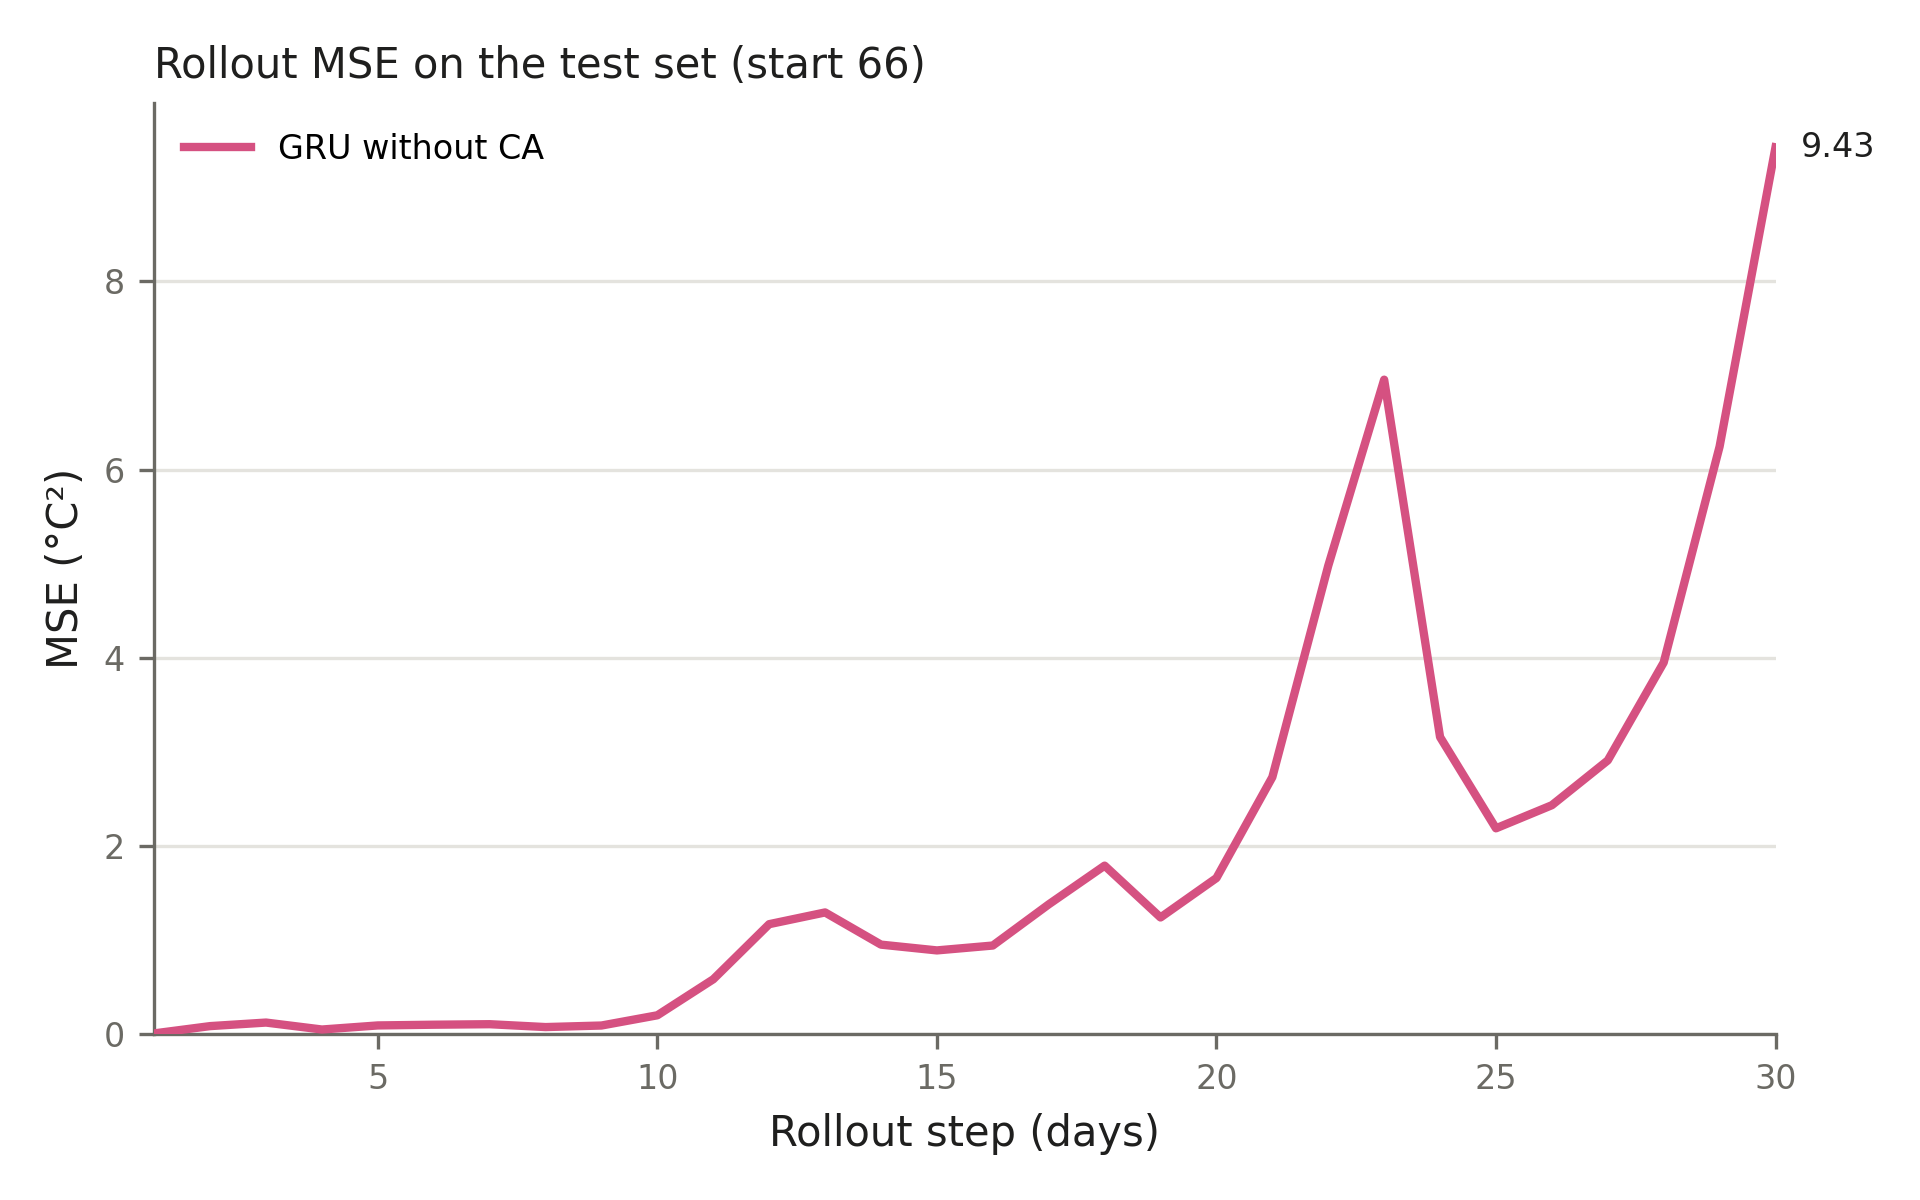 Rollout MSE on the test set (start 66)
GRU without CA
9.43
8
6
4
2
0
MSE (°C²)
5 10 15 20 25 30
Rollout step (days)